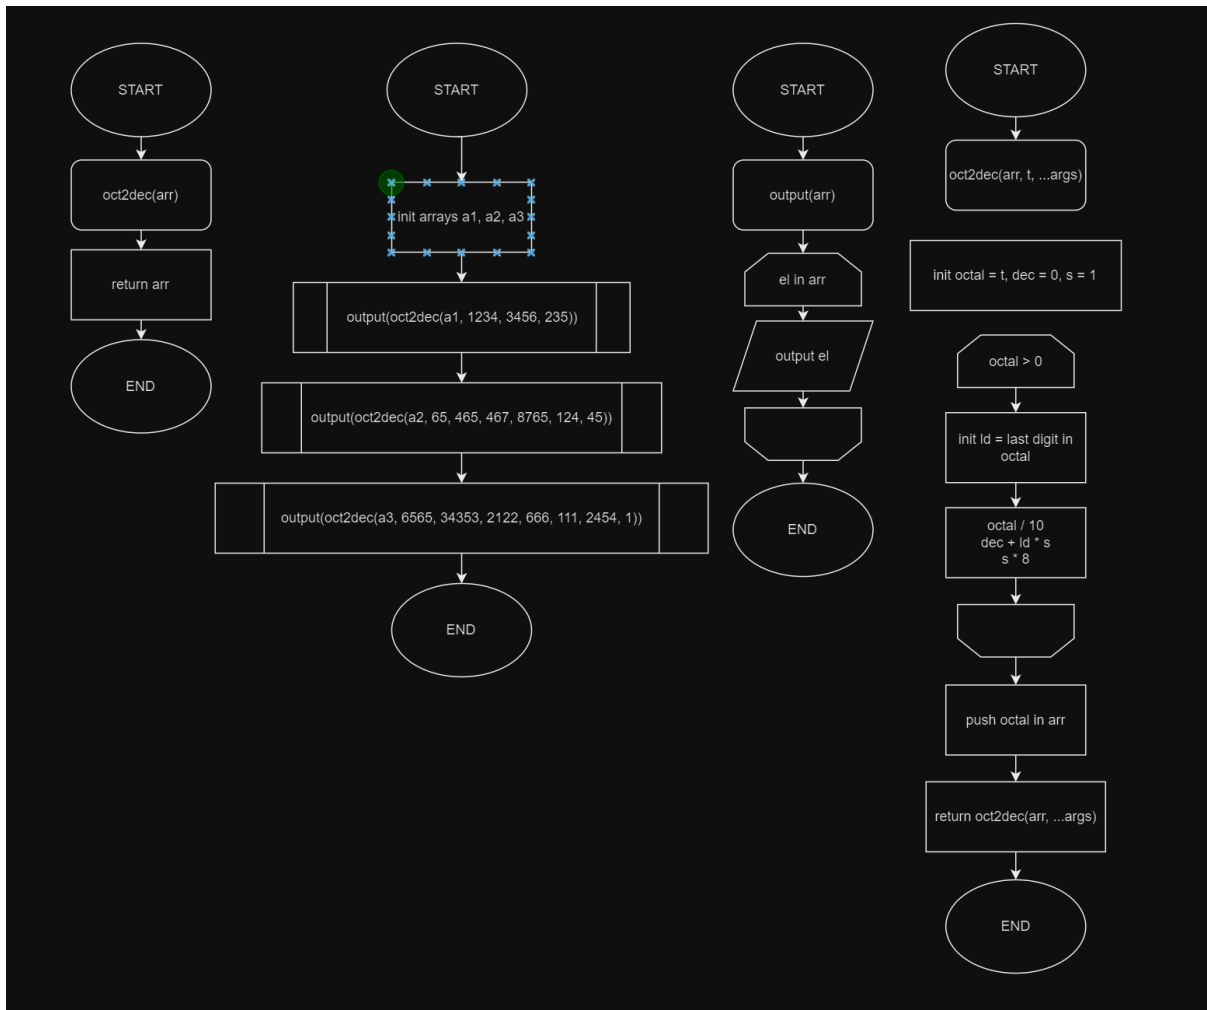 START
oct2dec(arr)
return arr
END
START
init arrays a1, a2, a3
output(oct2dec(a1, 1234, 3456, 235))
output(oct2dec(a2, 65, 465, 467, 8765, 124, 45))
output(oct2dec(a3, 6565, 34353, 2122, 666, 111, 2454, 1))
END
START
output(arr)
el in arr
output el
END
START
oct2dec(arr, t, ...args)
init octal = t, dec = 0, s = 1
octal > 0
init ld = last digit in
octal
octal / 10
dec + ld * s
s * 8
push octal in arr
return oct2dec(arr, ...args)
END